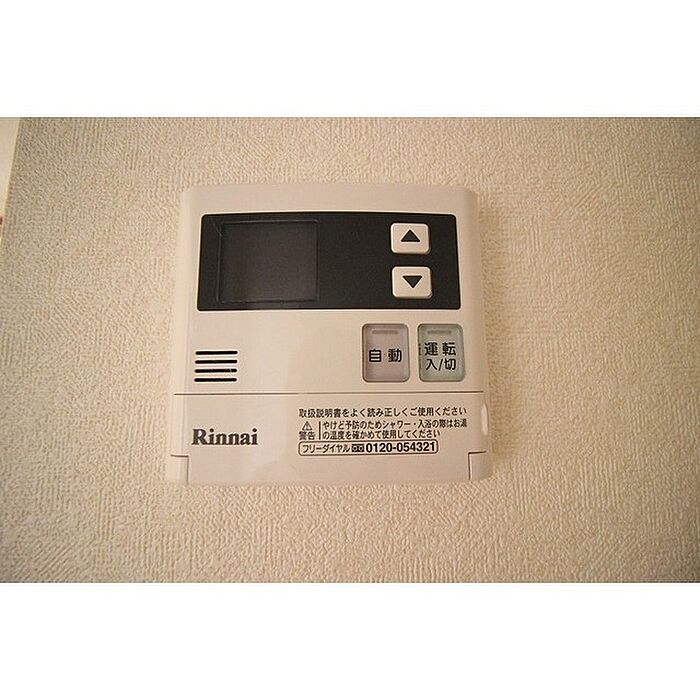 ▲
▼
自動
運転
入/切
Rinnai
取扱説明書をよく読み正しくご使用ください
⚠
警告
やけど予防のためシャワー・入浴の際はお湯
の温度を確かめて使用してください
フリーダイヤル 0120-054321